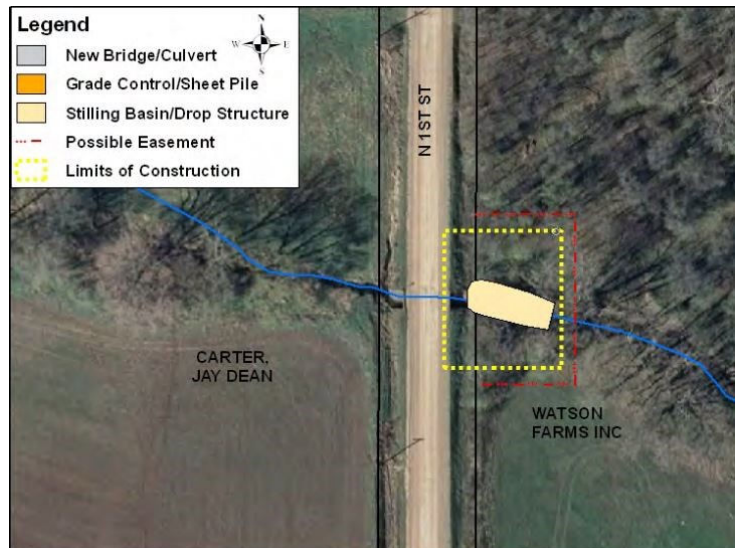 Legend
N
W
E
S
New Bridge/Culvert
Grade Control/Sheet Pile
Stilling Basin/Drop Structure
Possible Easement
Limits of Construction
N 1ST ST
CARTER,
JAY DEAN
WATSON
FARMS INC